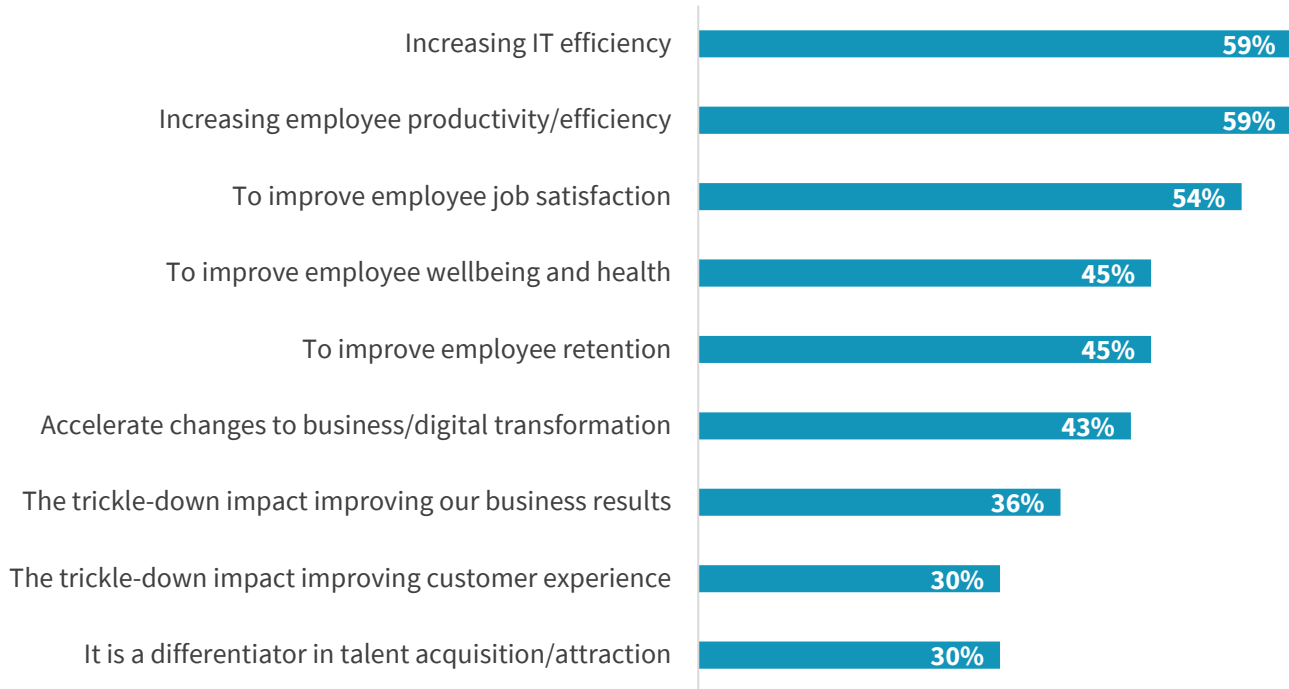 Increasing IT efficiency 59%
Increasing employee productivity/efficiency 59%
To improve employee job satisfaction 54%
To improve employee wellbeing and health 45%
To improve employee retention 45%
Accelerate changes to business/digital transformation 43%
The trickle-down impact improving our business results 36%
The trickle-down impact improving customer experience 30%
It is a differentiator in talent acquisition/attraction 30%